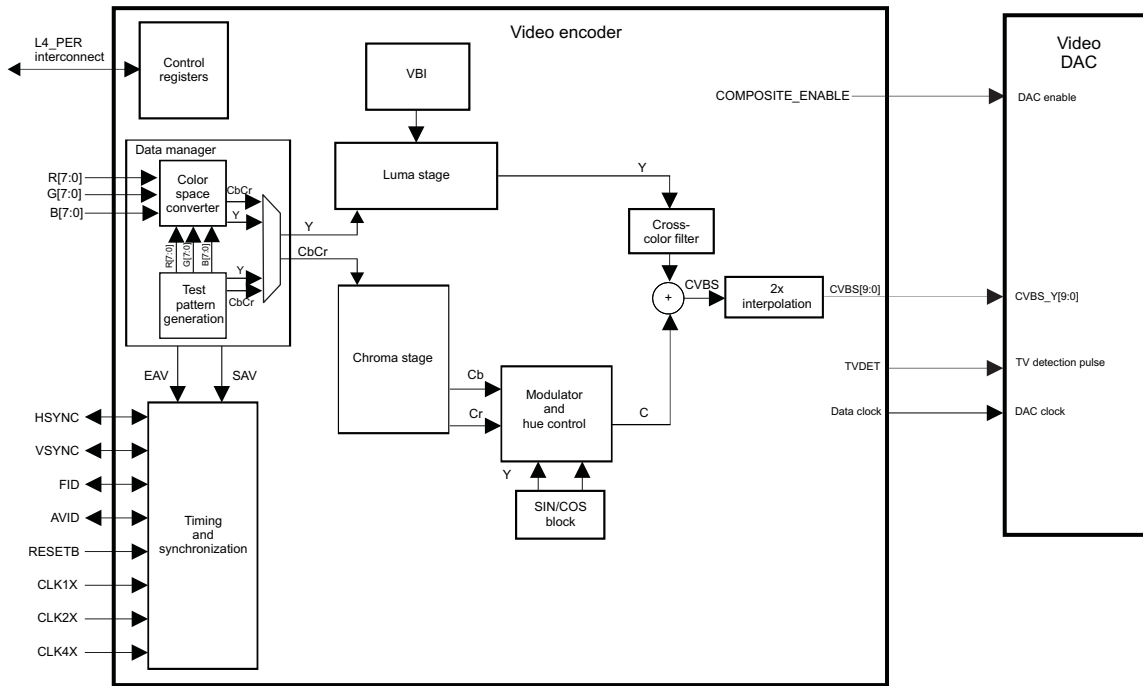 Video encoder
Video
DAC
L4_PER
interconnect
Control
registers
VBI
COMPOSITE_ENABLE
DAC enable
Data manager
R[7:0]
G[7:0]
B[7:0]
Color
space
converter
CbCr
Y
Luma stage
Y
Y
CbCr
Cross-
color filter
R[7:0]
G[7:0]
B[7:0]
Test
pattern
generation
Y
CbCr
+
CVBS
2x
interpolation
CVBS[9:0]
CVBS_Y[9:0]
Chroma stage
Cb
Cr
Modulator
and
hue control
C
TVDET
TV detection pulse
Data clock
DAC clock
EAV
SAV
Y
SIN/COS
block
HSYNC
VSYNC
FID
AVID
RESETB
CLK1X
CLK2X
CLK4X
Timing
and
synchronization